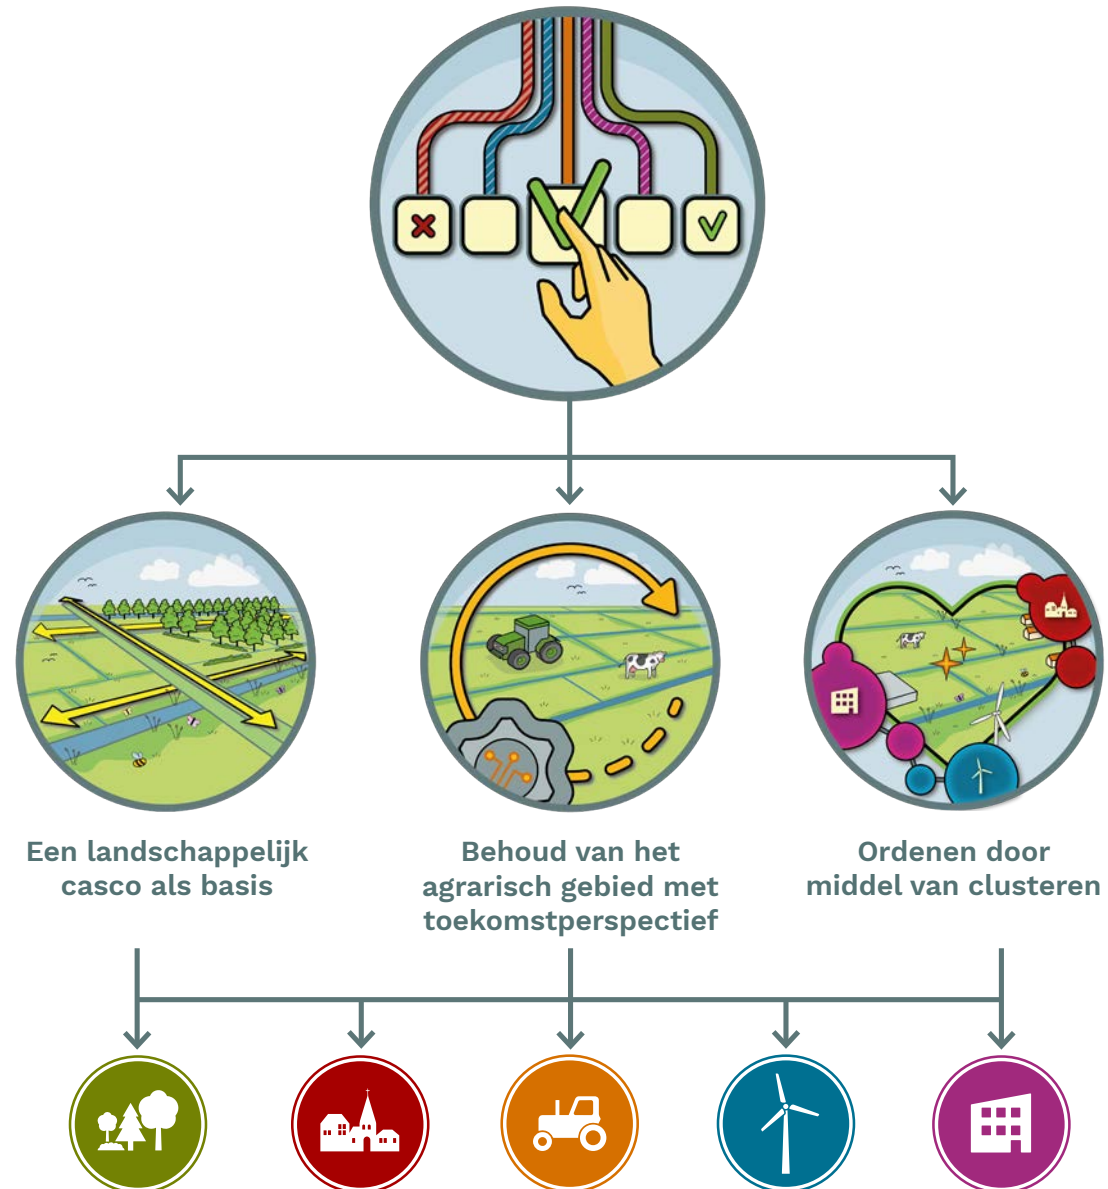 Een landschappelijk
casco als basis
Behoud van het
agrarisch gebied met
toekomstperspectief
Ordenen door
middel van clusteren